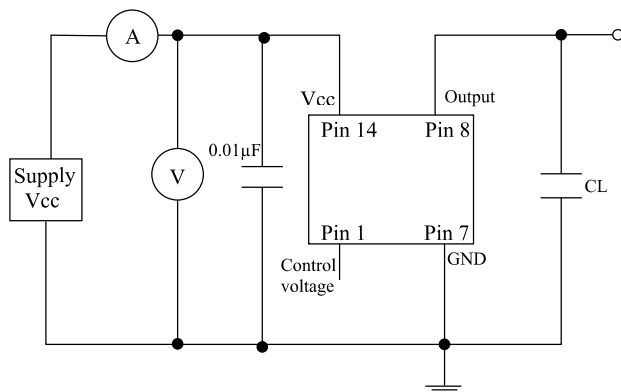 A
Vcc
Output
Pin 14
Pin 8
0.01µF
Supply
Vcc
V
CL
Pin 1
Pin 7
Control
voltage
GND